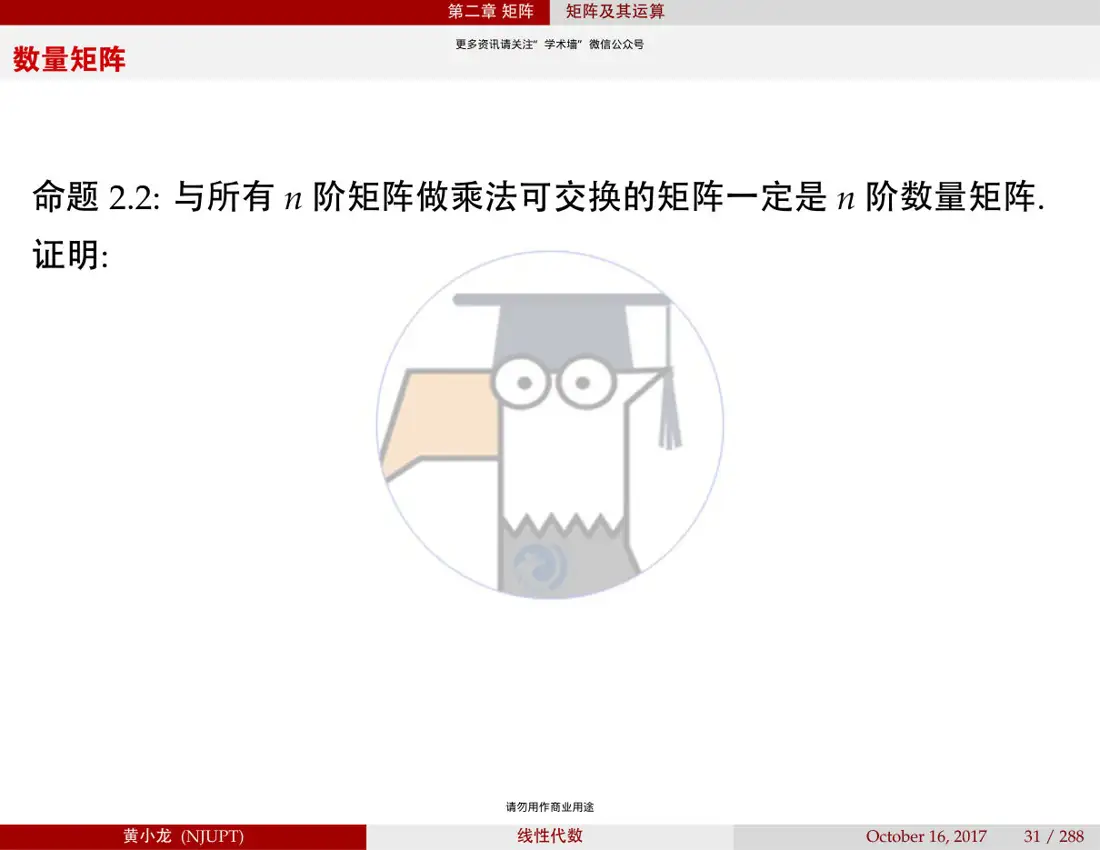 第二章 矩阵 矩阵及其运算
更多资讯请关注“学术墙”微信公众号
数量矩阵
命题 2.2: 与所有 n 阶矩阵做乘法可交换的矩阵一定是 n 阶数量矩阵.
证明:
请勿用作商业用途
黄小龙 (NJUPT) 线性代数 October 16, 2017 31 / 288